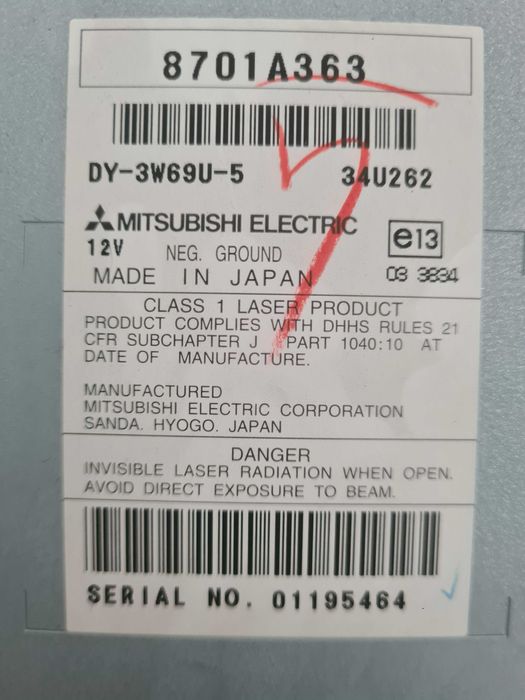 8701A363
DY-3W69U-5 34U262
MITSUBISHI ELECTRIC e13
12V NEG. GROUND
MADE IN JAPAN 03 3834
CLASS 1 LASER PRODUCT
PRODUCT COMPLIES WITH DHHS RULES 21
CFR SUBCHAPTER J PART 1040:10 AT
DATE OF MANUFACTURE.
MANUFACTURED
MITSUBISHI ELECTRIC CORPORATION
SANDA. HYOGO. JAPAN
DANGER
INVISIBLE LASER RADIATION WHEN OPEN.
AVOID DIRECT EXPOSURE TO BEAM.
SERIAL NO. 01195464